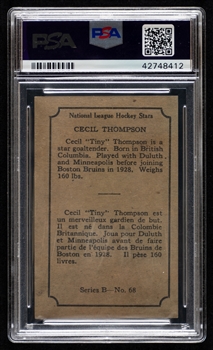 PSA
PSA
42748412
National League Hockey Stars
CECIL THOMPSON
Cecil "Tiny" Thompson is
a star goaltender. Born in British
Columbia. Played with Duluth
and Minneapolis before joining
Boston Bruins in 1928. Weighs
160 lbs.
Cecil "Tiny" Thompson est
un merveilleux gardien de but.
Il est né dans la Colombie
Britannique. Joua pour Duluth
et Minneapolis avant de faire
partie de l'équipe des Bruins de
Boston en 1928. Il pèse 160
livres.
Series B—No. 68